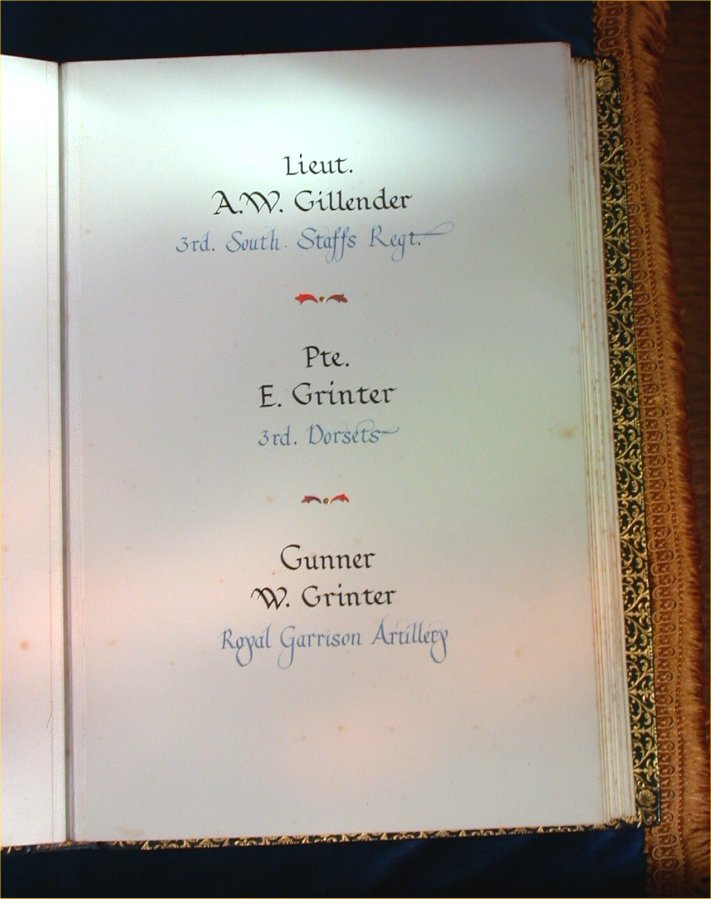 Lieut.
A.W. Gillender
3rd. South Staffs Regt.
Pte.
E. Grinter
3rd. Dorsets
Gunner
W. Grinter
Royal Garrison Artillery